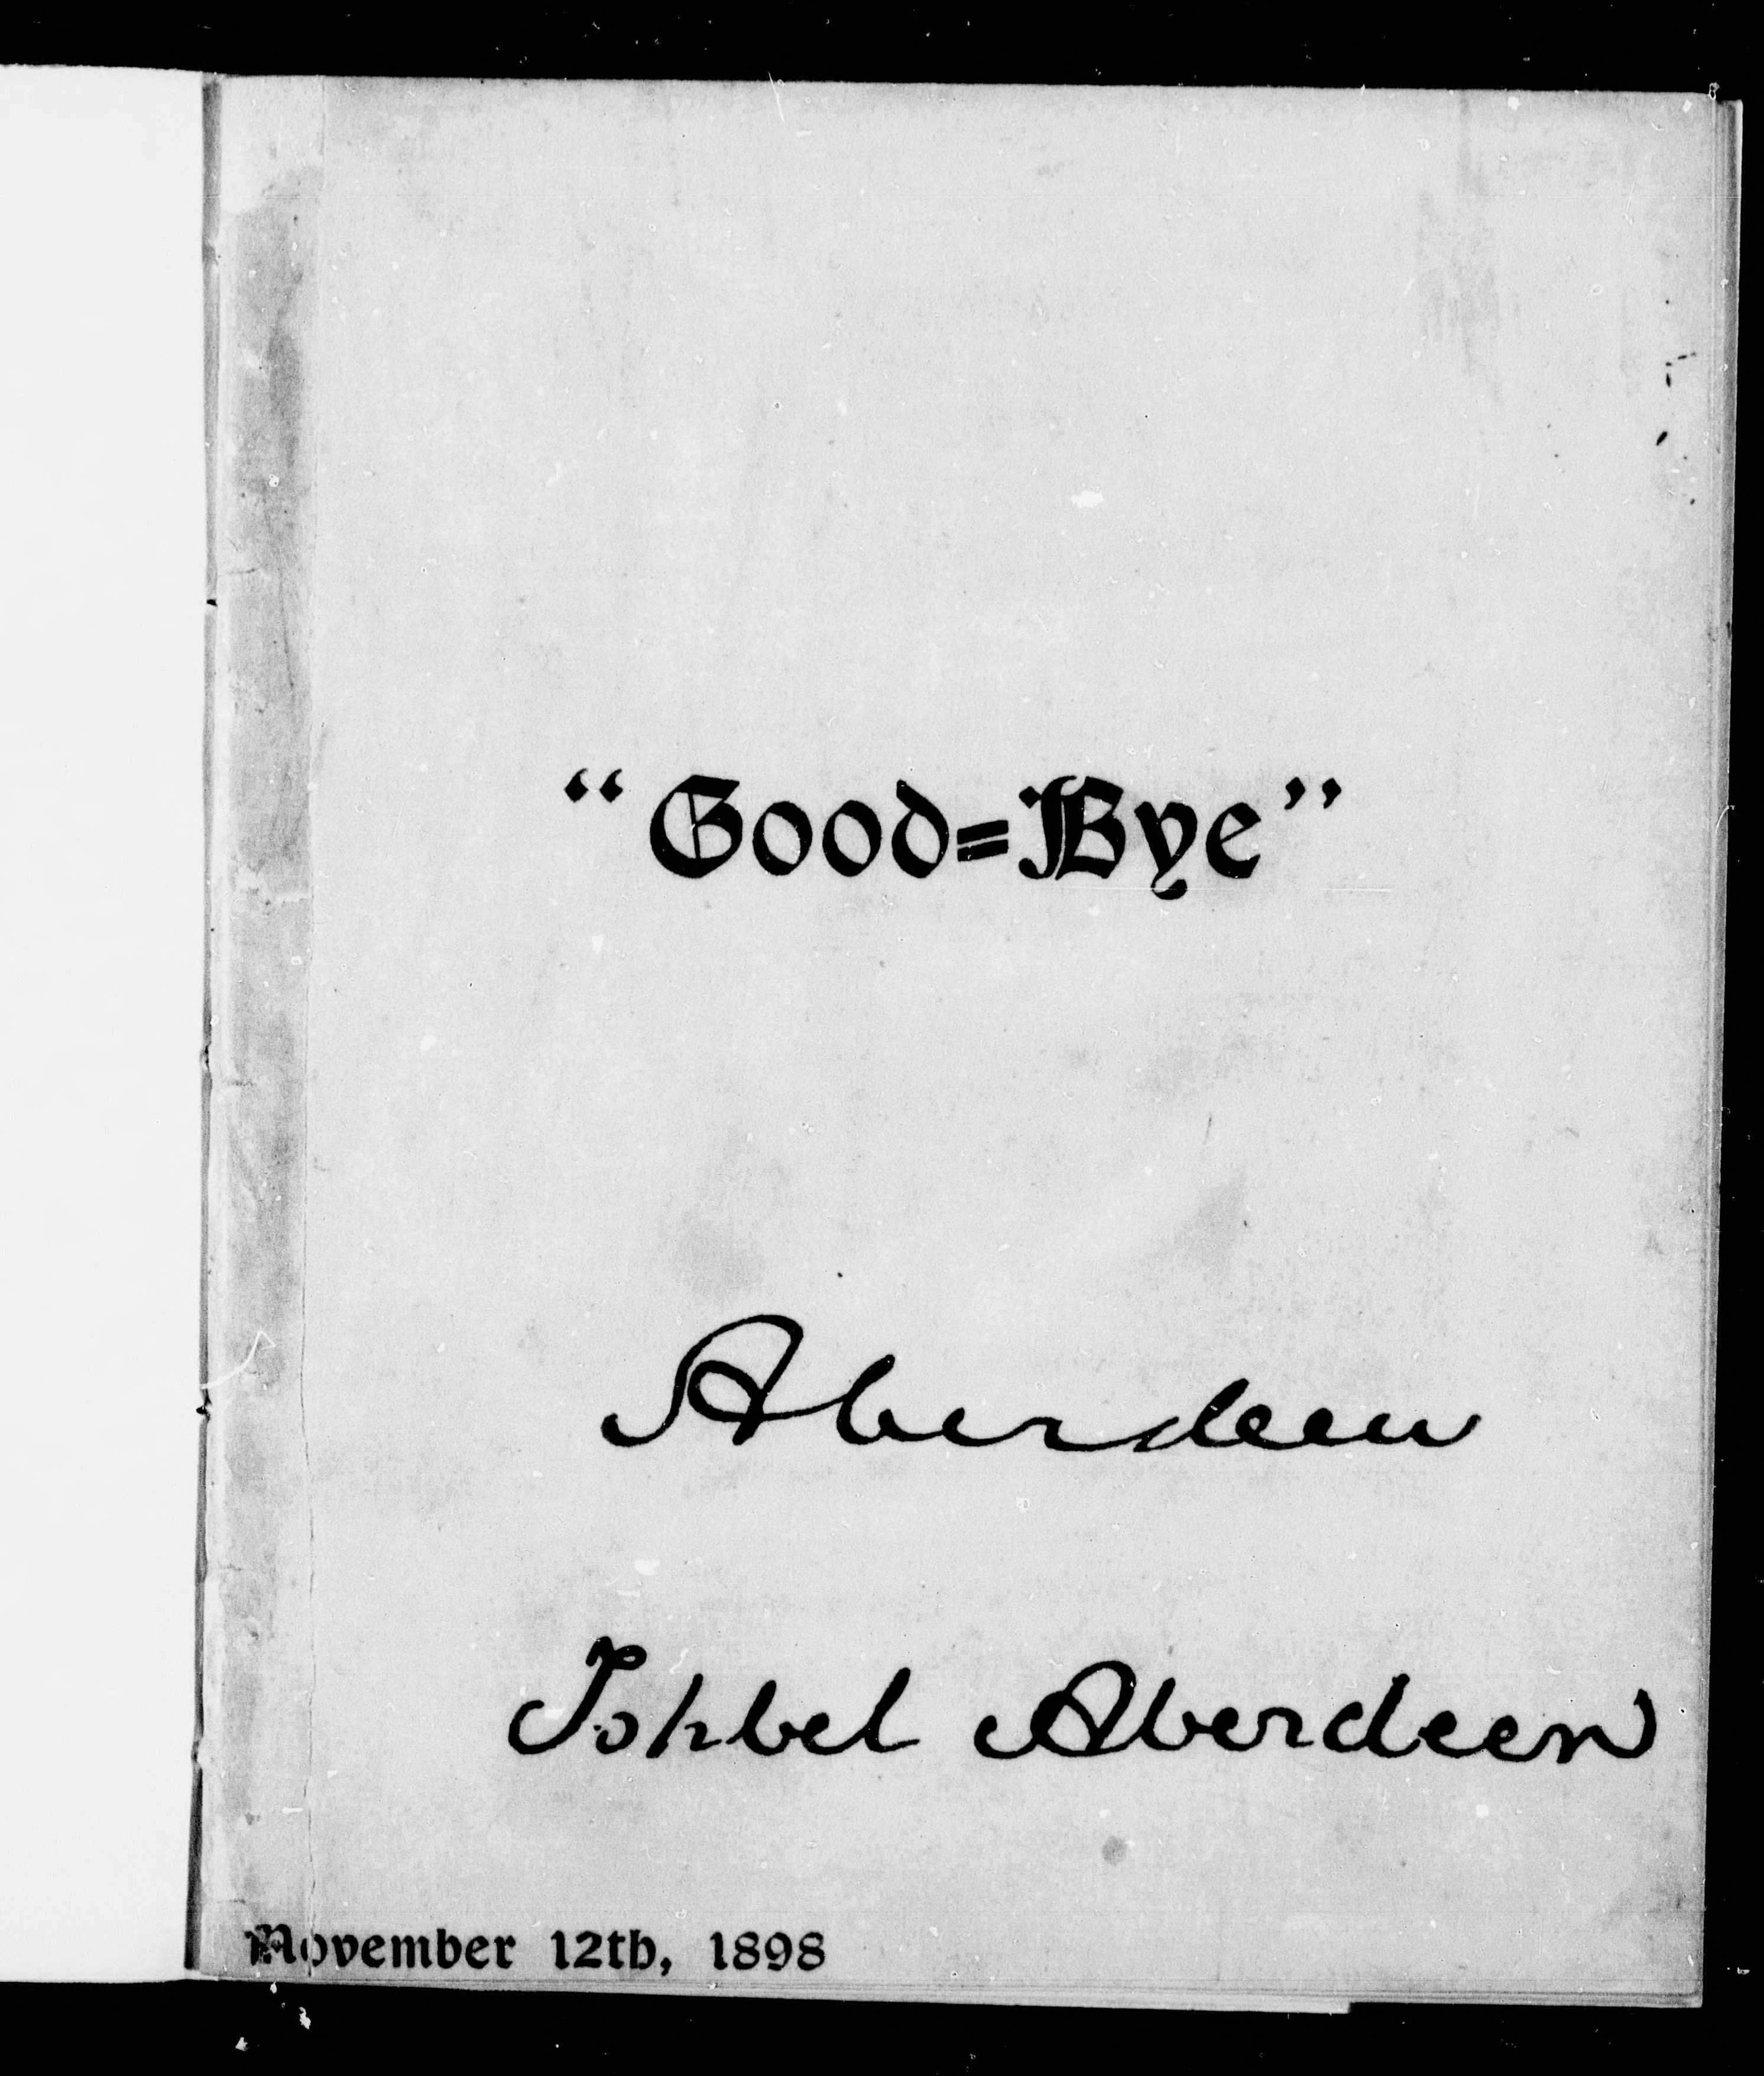 “Good=Bye”
Aberdeen
Ishbel Aberdeen
November 12th, 1898